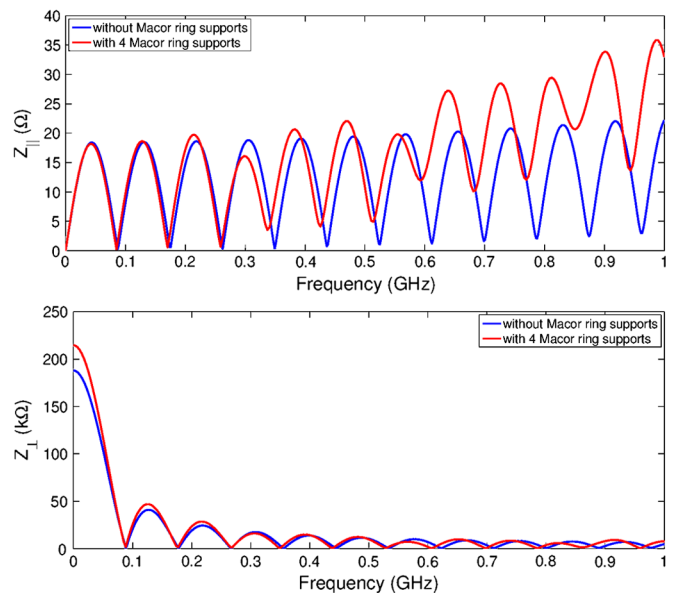 without Macor ring supports
with 4 Macor ring supports
40
35
30
25
20
15
10
5
0
Z|| (Ω)
0 0.1 0.2 0.3 0.4 0.5 0.6 0.7 0.8 0.9 1
Frequency (GHz)
without Macor ring supports
with 4 Macor ring supports
250
200
150
100
50
0
Z⊥ (kΩ)
0 0.1 0.2 0.3 0.4 0.5 0.6 0.7 0.8 0.9 1
Frequency (GHz)